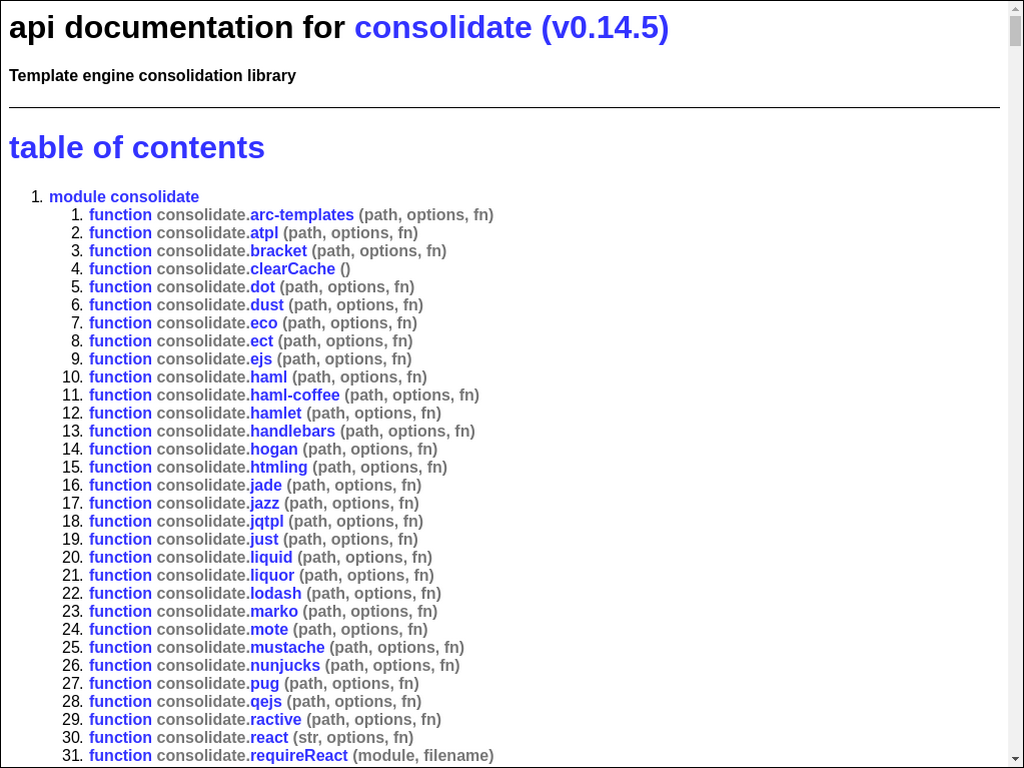 api documentation for consolidate (v0.14.5)
Template engine consolidation library
table of contents
1. module consolidate
1. function consolidate.arc-templates (path, options, fn)
2. function consolidate.atpl (path, options, fn)
3. function consolidate.bracket (path, options, fn)
4. function consolidate.clearCache ()
5. function consolidate.dot (path, options, fn)
6. function consolidate.dust (path, options, fn)
7. function consolidate.eco (path, options, fn)
8. function consolidate.ect (path, options, fn)
9. function consolidate.ejs (path, options, fn)
10. function consolidate.haml (path, options, fn)
11. function consolidate.haml-coffee (path, options, fn)
12. function consolidate.hamlet (path, options, fn)
13. function consolidate.handlebars (path, options, fn)
14. function consolidate.hogan (path, options, fn)
15. function consolidate.htmling (path, options, fn)
16. function consolidate.jade (path, options, fn)
17. function consolidate.jazz (path, options, fn)
18. function consolidate.jqtpl (path, options, fn)
19. function consolidate.just (path, options, fn)
20. function consolidate.liquid (path, options, fn)
21. function consolidate.liquor (path, options, fn)
22. function consolidate.lodash (path, options, fn)
23. function consolidate.marko (path, options, fn)
24. function consolidate.mote (path, options, fn)
25. function consolidate.mustache (path, options, fn)
26. function consolidate.nunjucks (path, options, fn)
27. function consolidate.pug (path, options, fn)
28. function consolidate.qejs (path, options, fn)
29. function consolidate.ractive (path, options, fn)
30. function consolidate.react (str, options, fn)
31. function consolidate.requireReact (module, filename)